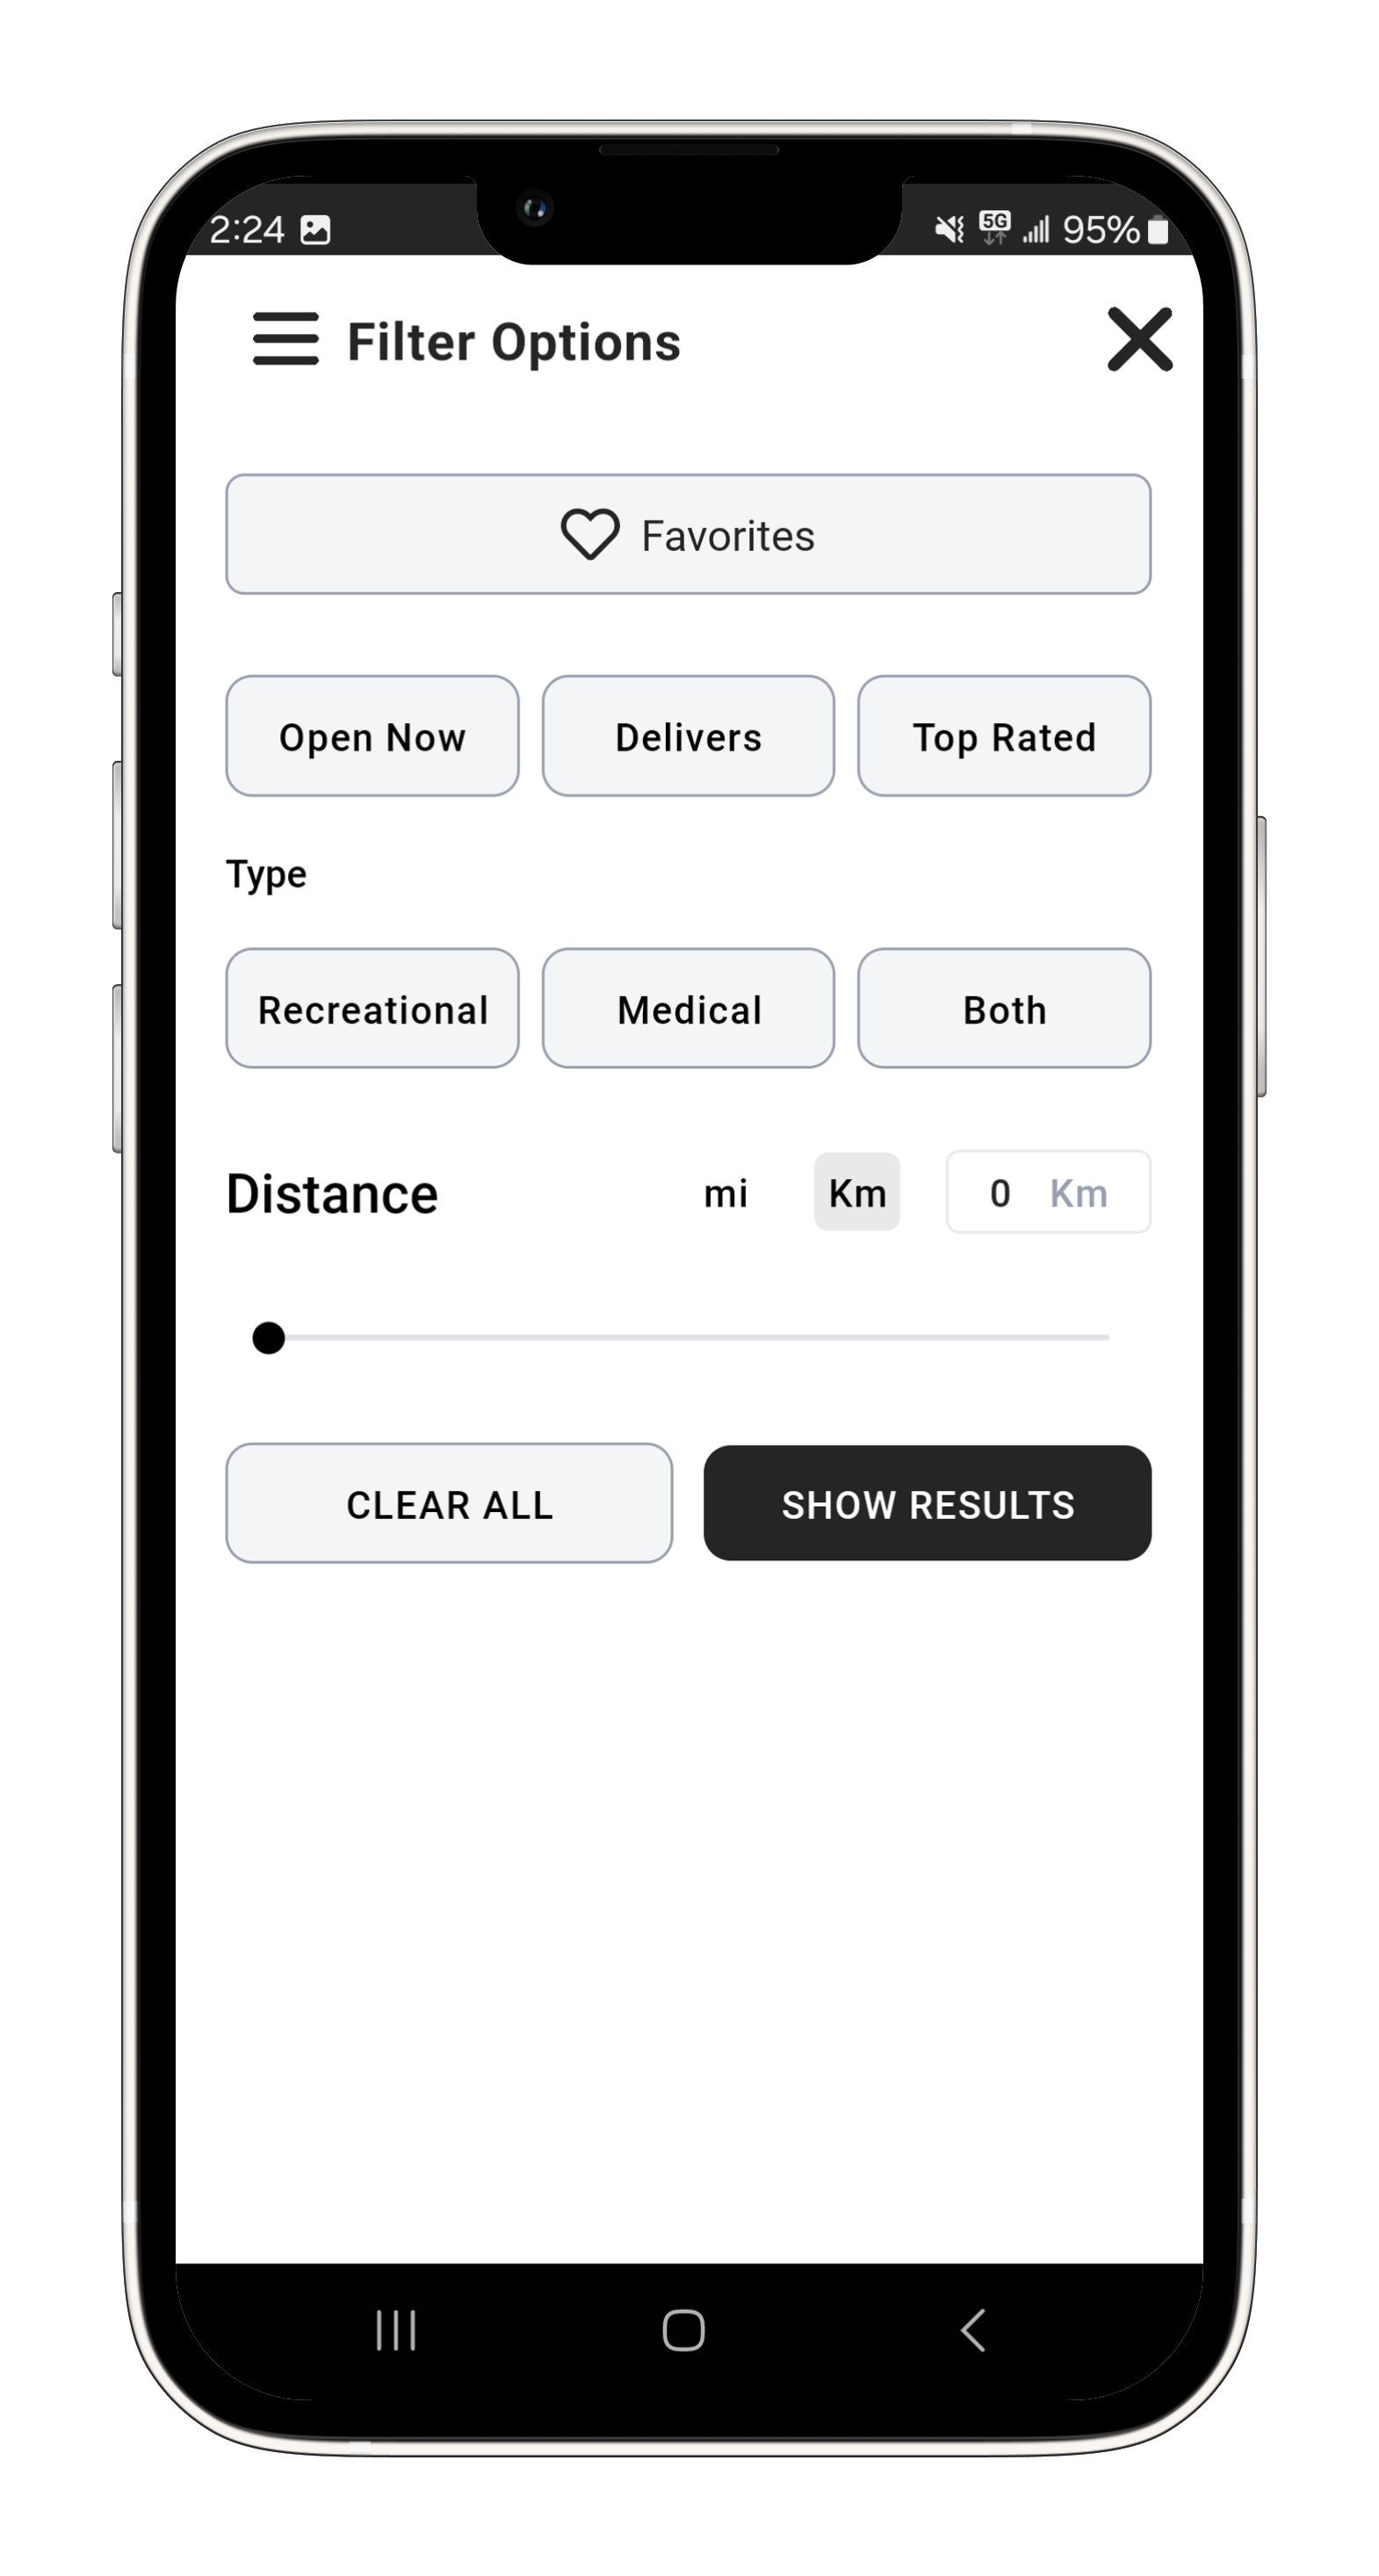 2:24 5G 95%
Filter Options
Favorites
Open Now Delivers Top Rated
Type
Recreational Medical Both
Distance mi Km 0 Km
CLEAR ALL SHOW RESULTS